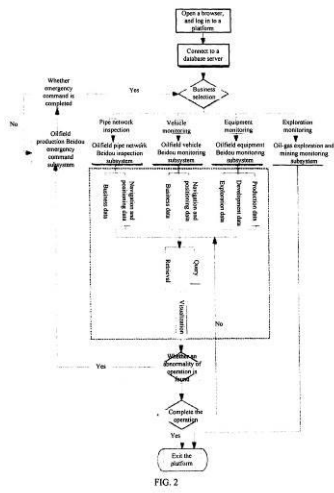 Open a browser,
and log in to a
platform
Connect to a
database server
Whether
emergency
command is
completed
Yes
Business
selection
No
Pipe network
inspection
Vehicle
monitoring
Equipment
monitoring
Exploration
monitoring
Oilfield
production Beidou
emergency
command
subsystem
Oilfield pipe network
Beidou inspection
subsystem
Oilfield vehicle
Beidou monitoring
subsystem
Oilfield equipment
Beidou monitoring
subsystem
Oil-gas exploration and
mining monitoring
subsystem
Business data
Navigation and
positioning data
Business data
Navigation and
positioning data
Exploration data
Development data
Production data
Retrieval
Query
Visualization
No
Whether an
abnormality of
operation is
found
Yes
Complete the
operation
Yes
Exit the
platform
FIG. 2